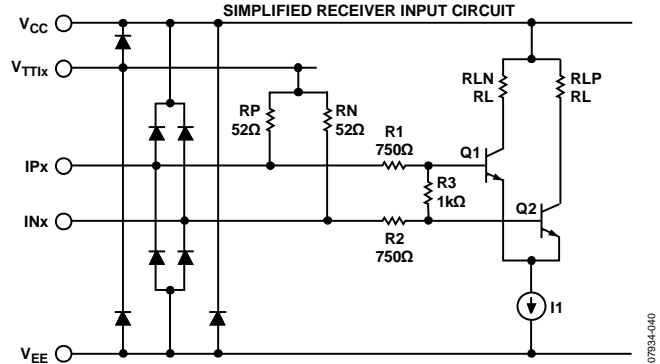 SIMPLIFIED RECEIVER INPUT CIRCUIT
VCC
VTTIx
RLN
RL
RLP
RL
RP
52Ω
RN
52Ω
R1
750Ω
IPx
Q1
R3
1kΩ
Q2
INx
R2
750Ω
I1
VEE
07934-040